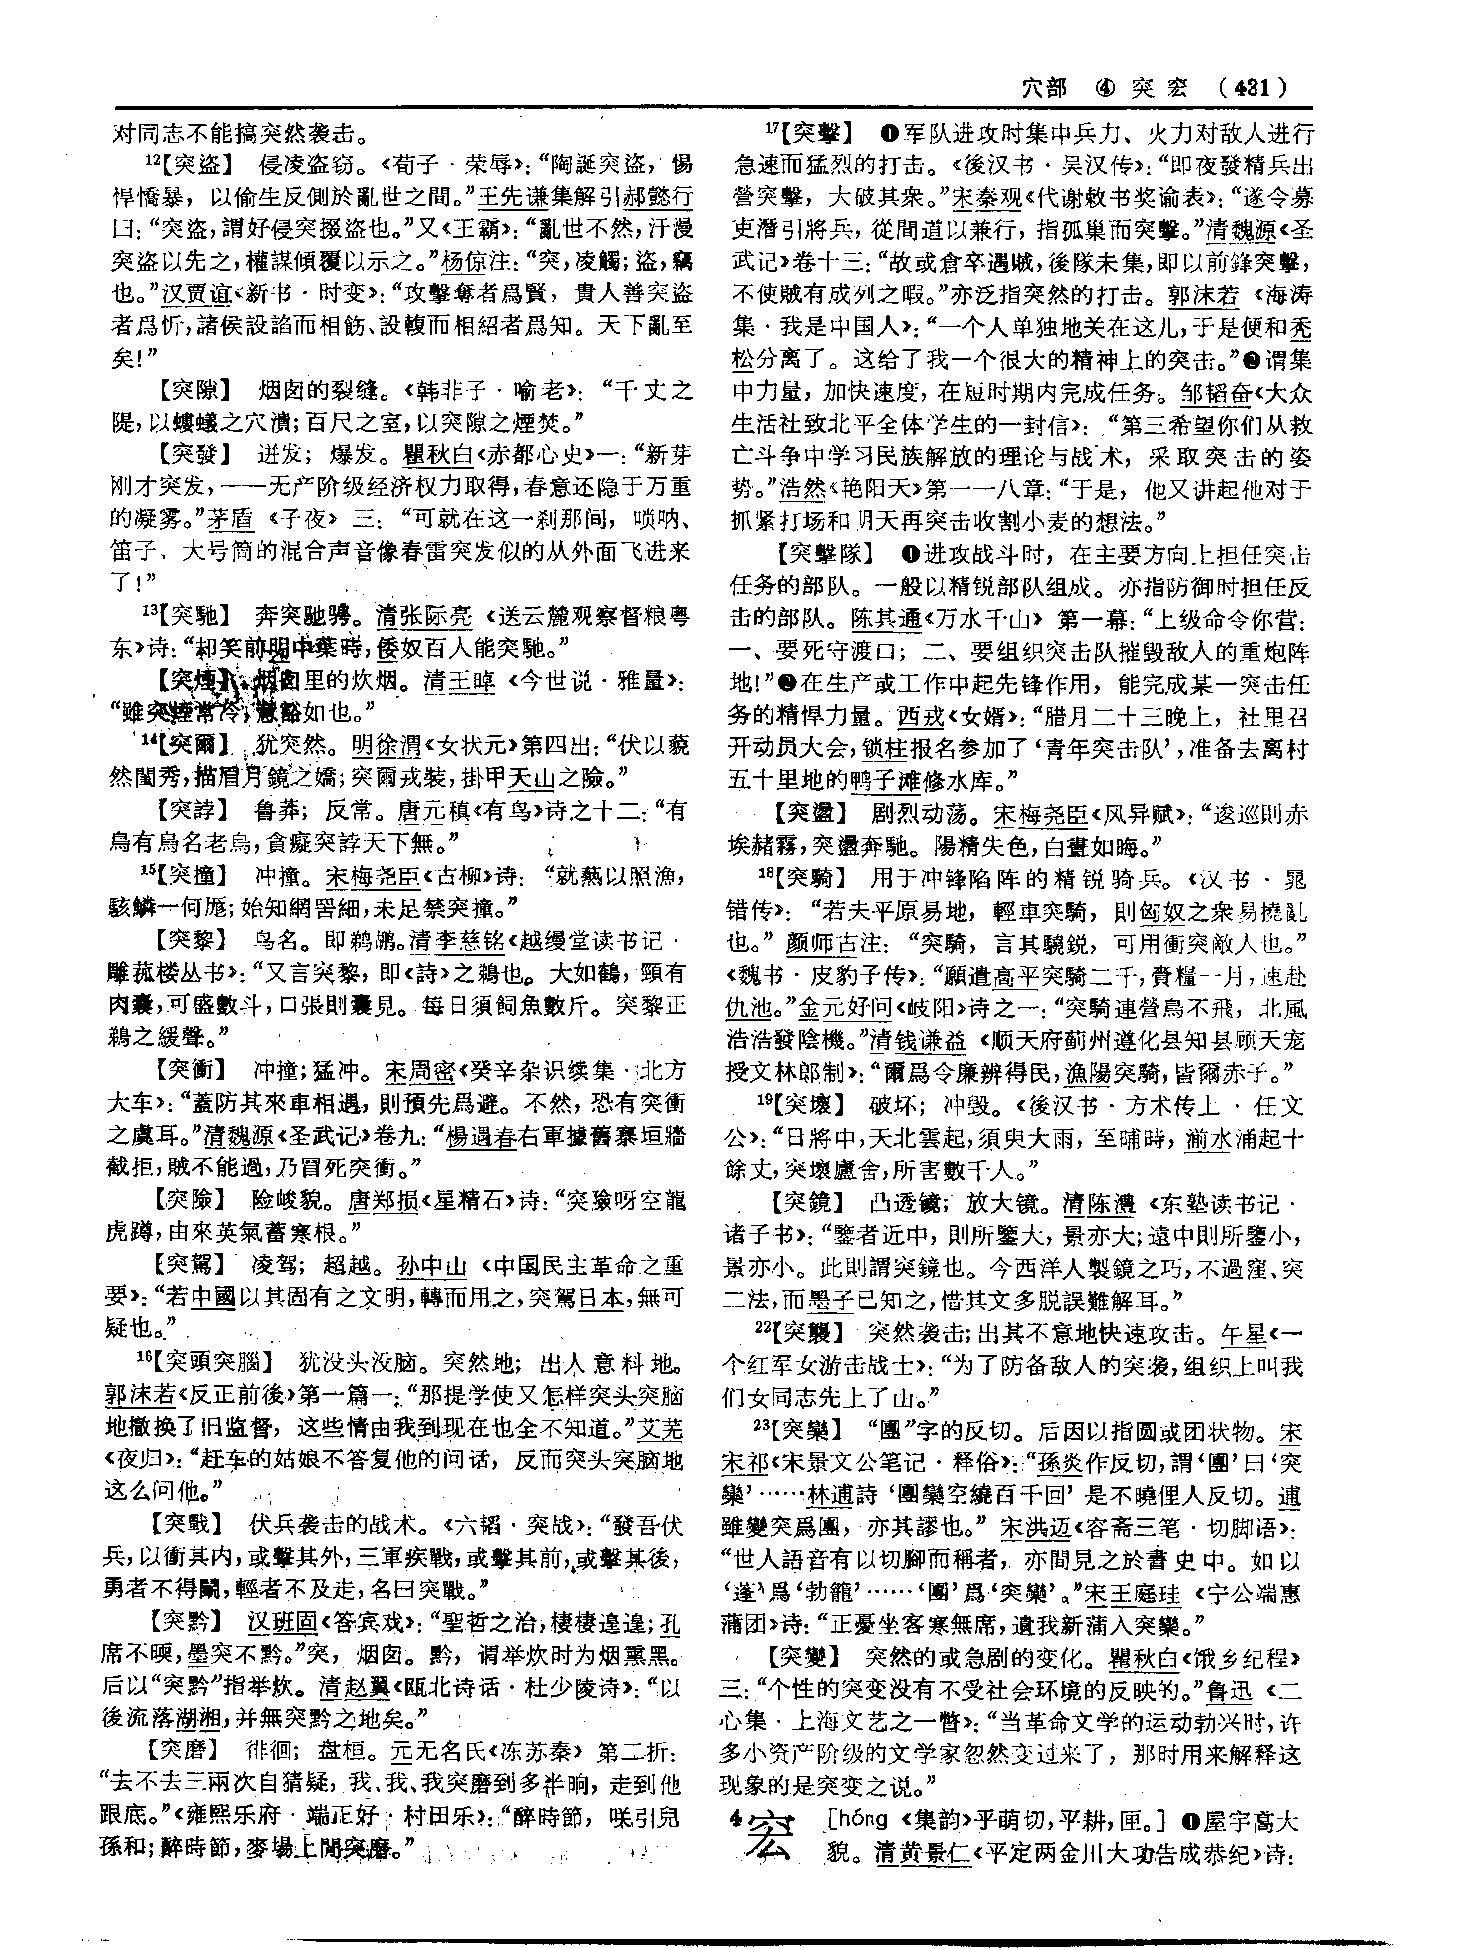 穴部 ④ 突 宏 (431)
对同志不能搞突然袭击。
¹²【突盗】 侵凌盗窃。《荀子·荣辱》：“陶誕突盜，惕
悍憍暴，以偷生反側於亂世之間。”王先谦集解引郝懿行
曰：“突盗，謂好侵突掇盜也。”又《王霸》：“亂世不然，汙漫
突盗以先之，權謀傾覆以示之。”杨倞注：“突，凌觸；盜，竊
也。”汉贾谊《新书·时变》：“攻擊奪者爲賢，貴人善突盜
者爲忻，諸侯設諂而相飭、設輹而相紹者爲知。天下亂至
矣！”
【突隙】 烟囱的裂缝。《韩非子·喻老》：“千丈之
隄，以螻蟻之穴潰；百尺之室，以突隙之煙焚。”
【突發】 迸发；爆发。瞿秋白《赤都心史》一：“新芽
刚才突发，——无产阶级经济权力取得，春意还隐于万重
的凝雾。”茅盾《子夜》三：“可就在这一刹那间，唢呐、
笛子、大号筒的混合声音像春雷突发似的从外面飞进来
了！”
¹³【突馳】 奔突驰骋。清张际亮《送云麓观察督粮粤
东》诗：“却笑前明中葉時，倭奴百人能突馳。”
【突煙】 烟囱里的炊烟。清王晫《今世说·雅量》：
“雖突煙常冷，意豁如也。”
¹⁴【突爾】 犹突然。明徐渭《女状元》第四出：“伏以藐
然閨秀，描眉月鏡之嬌；突爾戎裝，掛甲天山之險。”
【突誖】 鲁莽；反常。唐元稹《有鸟》诗之十二：“有
鳥有鳥名老烏，貪癡突誖天下無。”
¹⁵【突撞】 冲撞。宋梅尧臣《古柳》诗：“就熱以照漁，
駭鱗一何厖；始知網罟細，未足禁突撞。”
【突黎】 鸟名。即鹈鹕。清李慈铭《越缦堂读书记·
雕菰楼丛书》：“又言突黎，即《詩》之鵜也。大如鶴，頸有
肉囊，可盛數斗，口張則囊見。每日須飼魚數斤。突黎正
鵜之緩聲。”
【突衝】 冲撞；猛冲。宋周密《癸辛杂识续集·北方
大车》：“蓋防其來車相遇，則預先爲避。不然，恐有突衝
之虞耳。”清魏源《圣武记》卷九：“楊遇春右軍據舊寨垣牆
截拒，賊不能過，乃冒死突衝。”
【突險】 险峻貌。唐郑损《星精石》诗：“突險呀空龍
虎蹲，由來英氣蓄寒根。”
【突駕】 凌驾；超越。孙中山《中国民主革命之重
要》：“若中國以其固有之文明，轉而用之，突駕日本，無可
疑也。”
¹⁶【突頭突腦】 犹没头没脑。突然地；出人意料地。
郭沫若《反正前後》第一篇一：“那提学使又怎样突头突脑
地撤换了旧监督，这些情由我到现在也全不知道。”艾芜
《夜归》：“赶车的姑娘不答复他的问话，反而突头突脑地
这么问他。”
【突戰】 伏兵袭击的战术。《六韬·突战》：“發吾伏
兵，以衝其内，或擊其外，三軍疾戰，或擊其前，或擊其後，
勇者不得鬭，輕者不及走，名曰突戰。”
【突黔】 汉班固《答宾戏》：“聖哲之治，棲棲遑遑；孔
席不暝，墨突不黔。”突，烟囱。黔，谓举炊时为烟熏黑。
后以“突黔”指举炊。清赵翼《瓯北诗话·杜少陵诗》：“以
後流落湖湘，并無突黔之地矣。”
【突磨】 徘徊；盘桓。元无名氏《冻苏秦》第二折：
“去不去三兩次自猜疑，我、我、我突磨到多半晌，走到他
跟底。”《雍熙乐府·端正好·村田乐》：“醉時節，咲引兒
孫和；醉時節，麥場上閒突磨。”
¹⁷【突擊】 ❶军队进攻时集中兵力、火力对敌人进行
急速而猛烈的打击。《後汉书·吴汉传》：“即夜發精兵出
營突擊，大破其衆。”宋秦观《代谢敕书奖谕表》：“遂令募
吏潛引將兵，從間道以兼行，指孤巢而突擊。”清魏源《圣
武记》卷十三：“故或倉卒遇賊，後隊未集，即以前鋒突擊，
不使賊有成列之暇。”亦泛指突然的打击。郭沫若《海涛
集·我是中国人》：“一个人单独地关在这儿，于是便和秃
松分离了。这给了我一个很大的精神上的突击。”❷谓集
中力量，加快速度，在短时期内完成任务。邹韬奋《大众
生活社致北平全体学生的一封信》：“第三希望你们从救
亡斗争中学习民族解放的理论与战术，采取突击的姿
势。”浩然《艳阳天》第一一八章：“于是，他又讲起他对于
抓紧打场和明天再突击收割小麦的想法。”
【突擊隊】 ❶进攻战斗时，在主要方向上担任突击
任务的部队。一般以精锐部队组成。亦指防御时担任反
击的部队。陈其通《万水千山》第一幕：“上级命令你营：
一、要死守渡口；二、要组织突击队摧毁敌人的重炮阵
地！”❷在生产或工作中起先锋作用，能完成某一突击任
务的精悍力量。西戎《女婿》：“腊月二十三晚上，社里召
开动员大会，锁柱报名参加了‘青年突击队’，准备去离村
五十里地的鸭子滩修水库。”
【突盪】 剧烈动荡。宋梅尧臣《风异赋》：“逡巡則赤
埃赭霧，突盪奔馳。陽精失色，白晝如晦。”
¹⁸【突騎】 用于冲锋陷阵的精锐骑兵。《汉书·晁
错传》：“若夫平原易地，輕車突騎，則匈奴之衆易撓亂
也。”颜师古注：“突騎，言其驍鋭，可用衝突敵人也。”
《魏书·皮豹子传》：“願遣高平突騎二千，賫糧一月，速赴
仇池。”金元好问《岐阳》诗之一：“突騎連營鳥不飛，北風
浩浩發陰機。”清钱谦益《顺天府蓟州遵化县知县顾天宠
授文林郎制》：“爾爲令廉辨得民，漁陽突騎，皆爾赤子。”
¹⁹【突壞】 破坏；冲毁。《後汉书·方术传上·任文
公》：“日將中，天北雲起，須臾大雨，至晡時，湔水涌起十
餘丈，突壞廬舍，所害數千人。”
【突鏡】 凸透镜；放大镜。清陈澧《东塾读书记·
诸子书》：“鑒者近中，則所鑒大，景亦大；遠中則所鑒小，
景亦小。此則謂突鏡也。今西洋人製鏡之巧，不過窪、突
二法，而墨子已知之，惜其文多脱誤難解耳。”
²²【突襲】 突然袭击；出其不意地快速攻击。午星《一
个红军女游击战士》：“为了防备敌人的突袭，组织上叫我
们女同志先上了山。”
²³【突欒】 “團”字的反切。后因以指圆或团状物。宋
宋祁《宋景文公笔记·释俗》：“孫炎作反切，謂‘團’曰‘突
欒’……林逋詩‘團欒空繞百千回’是不曉俚人反切。逋
雖變突爲團，亦其謬也。”宋洪迈《容斋三笔·切脚语》：
“世人語音有以切腳而稱者，亦間見之於書史中。如以
‘蓬’爲‘勃籠’……‘團’爲‘突欒’。”宋王庭珪《宁公端惠
蒲团》诗：“正憂坐客寒無席，遺我新蒲入突欒。”
【突變】 突然的或急剧的变化。瞿秋白《饿乡纪程》
三：“个性的突变没有不受社会环境的反映的。”鲁迅《二
心集·上海文艺之一瞥》：“当革命文学的运动勃兴时，许
多小资产阶级的文学家忽然变过来了，那时用来解释这
现象的是突变之说。”
4 宏 [hóng 《集韵》乎萌切，平耕，匣。] ❶屋宇高大
貌。清黄景仁《平定两金川大功告成恭纪》诗：